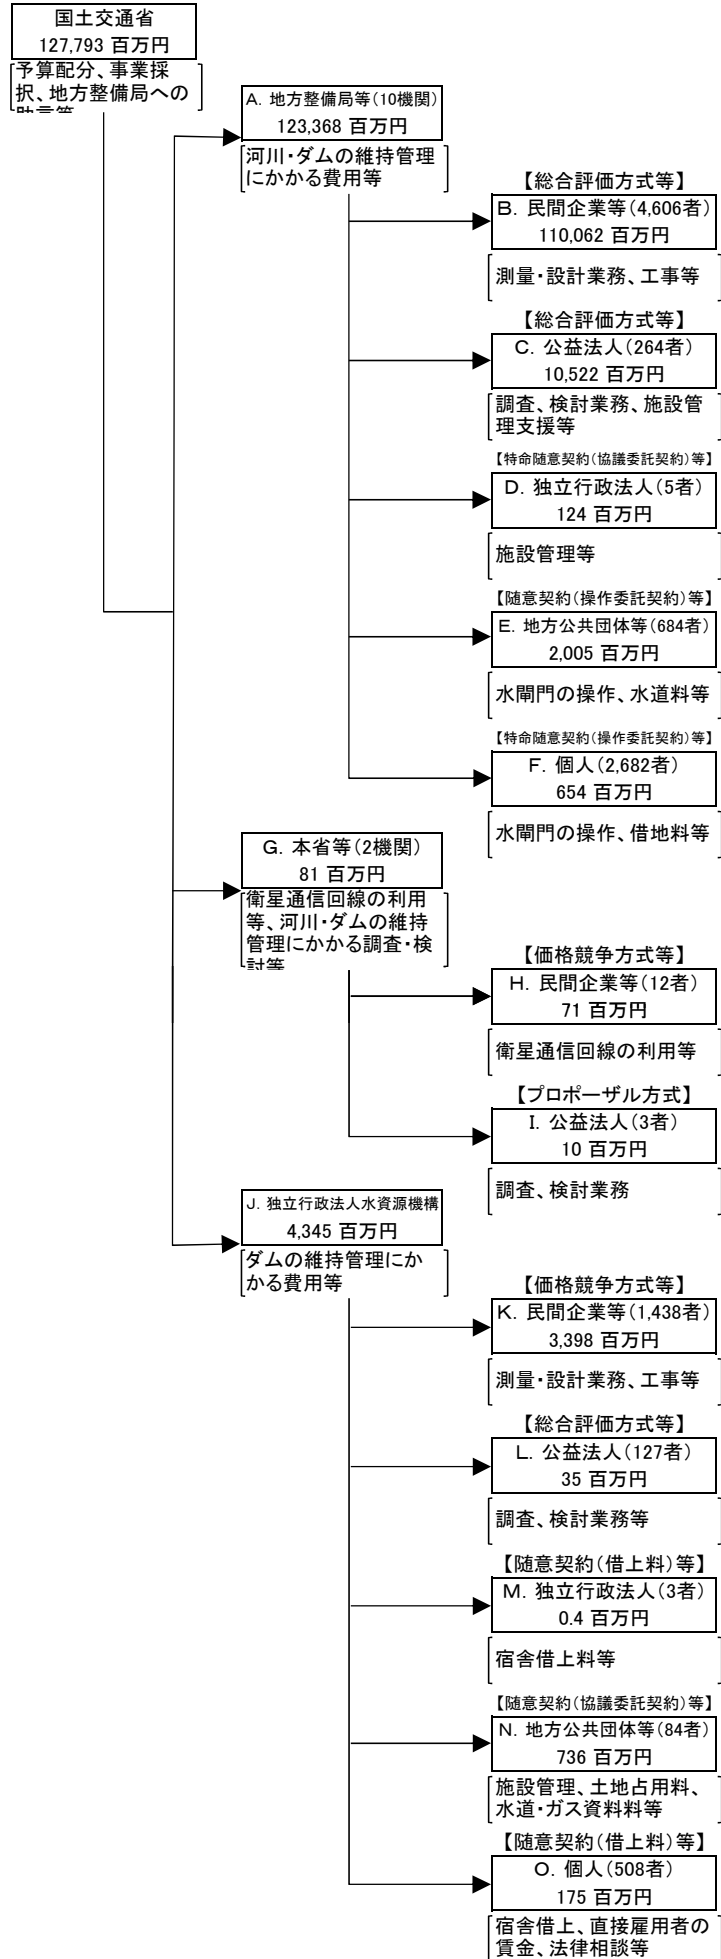 国土交通省
127,793 百万円
予算配分、事業採
択、地方整備局への
助言等
A. 地方整備局等(10機関)
123,368 百万円
河川・ダムの維持管理
にかかる費用等
【総合評価方式等】
B. 民間企業等(4,606者)
110,062 百万円
測量・設計業務、工事等
【総合評価方式等】
C. 公益法人(264者)
10,522 百万円
調査、検討業務、施設管
理支援等
【特命随意契約(協議委託契約)等】
D. 独立行政法人(5者)
124 百万円
施設管理等
【随意契約(操作委託契約)等】
E. 地方公共団体等(684者)
2,005 百万円
水閘門の操作、水道料等
【特命随意契約(操作委託契約)等】
F. 個人(2,682者)
654 百万円
水閘門の操作、借地料等
G. 本省等(2機関)
81 百万円
衛星通信回線の利用
等、河川・ダムの維持
管理にかかる調査・検
討等
【価格競争方式等】
H. 民間企業等(12者)
71 百万円
衛星通信回線の利用等
【プロポーザル方式】
I. 公益法人(3者)
10 百万円
調査、検討業務
J. 独立行政法人水資源機構
4,345 百万円
ダムの維持管理にか
かる費用等
【価格競争方式等】
K. 民間企業等(1,438者)
3,398 百万円
測量・設計業務、工事等
【総合評価方式等】
L. 公益法人(127者)
35 百万円
調査、検討業務等
【随意契約(借上料)等】
M. 独立行政法人(3者)
0.4 百万円
宿舎借上料等
【随意契約(協議委託契約)等】
N. 地方公共団体等(84者)
736 百万円
施設管理、土地占用料、
水道・ガス資料料等
【随意契約(借上料)等】
O. 個人(508者)
175 百万円
宿舎借上、直接雇用者の
賃金、法律相談等